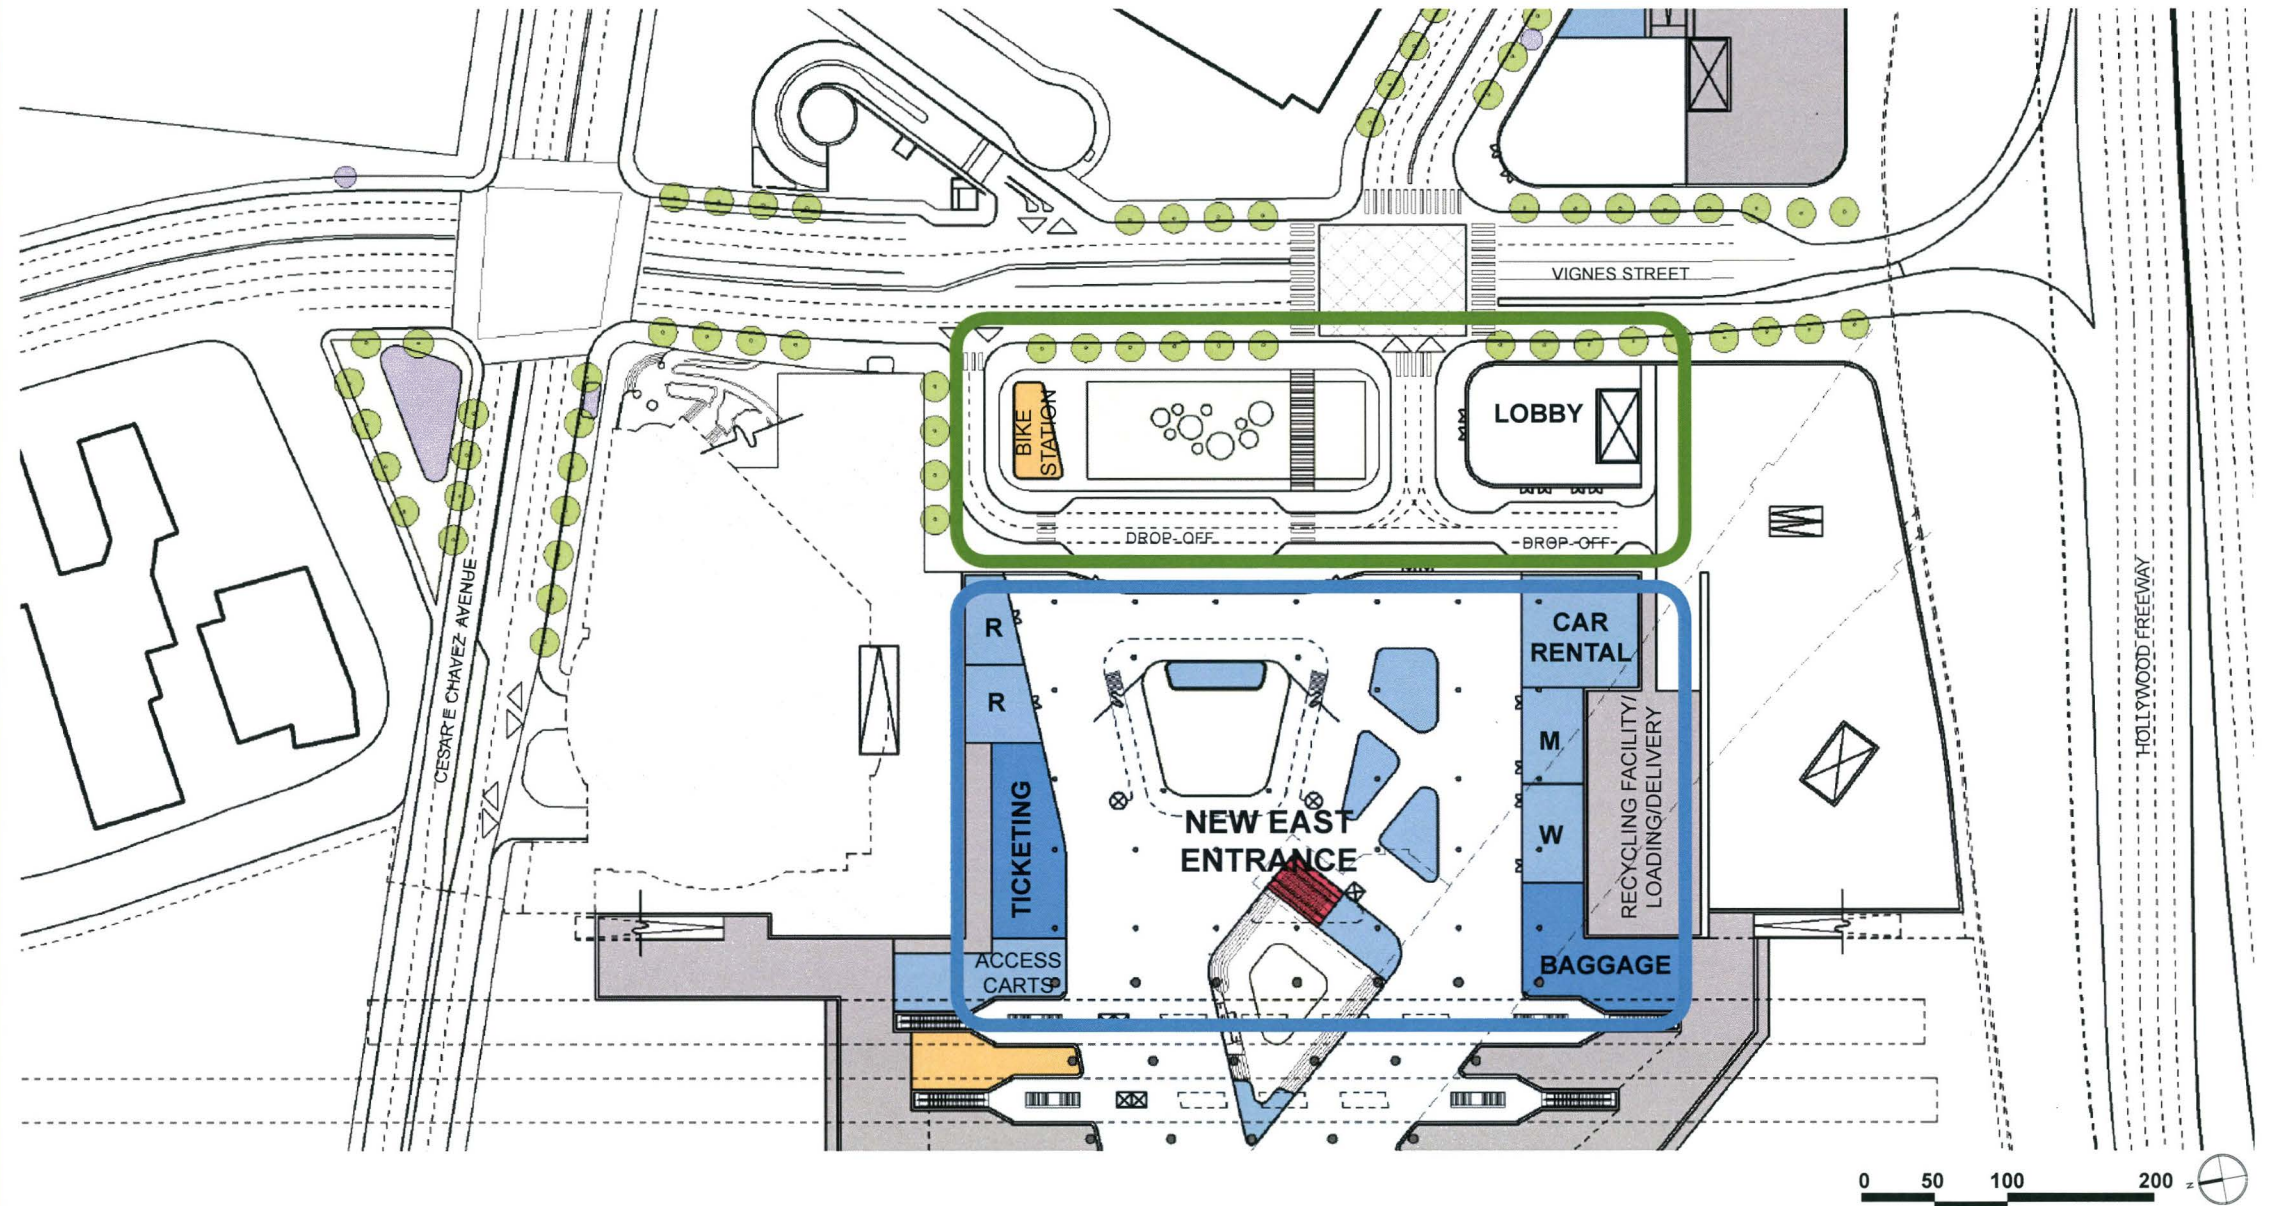 VIGNES STREET
BIKE
STATION
LOBBY
DROP-OFF
DROP-OFF
CESAR E CHAVEZ AVENUE
HOLLYWOOD FREEWAY
R
CAR
RENTAL
R
M
TICKETING
NEW EAST
ENTRANCE
W
RECYCLING FACILITY/
LOADING/DELIVERY
ACCESS
CARTS
BAGGAGE
0 50 100 200
z